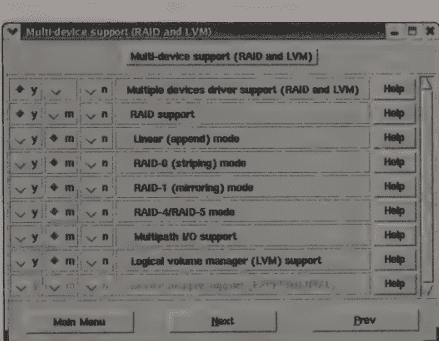 Multi-device support (RAID and LVM)
Multi-device support (RAID and LVM)
y n Multiple devices driver support (RAID and LVM) Help
y m n RAID support Help
y m n Linear (append) mode Help
y m n RAID-0 (striping) mode Help
y m n RAID-1 (mirroring) mode Help
y m n RAID-4/RAID-5 mode Help
y m n Multipath I/O support Help
y m n Logical volume manager (LVM) support Help
Help
Main Menu Next Prev